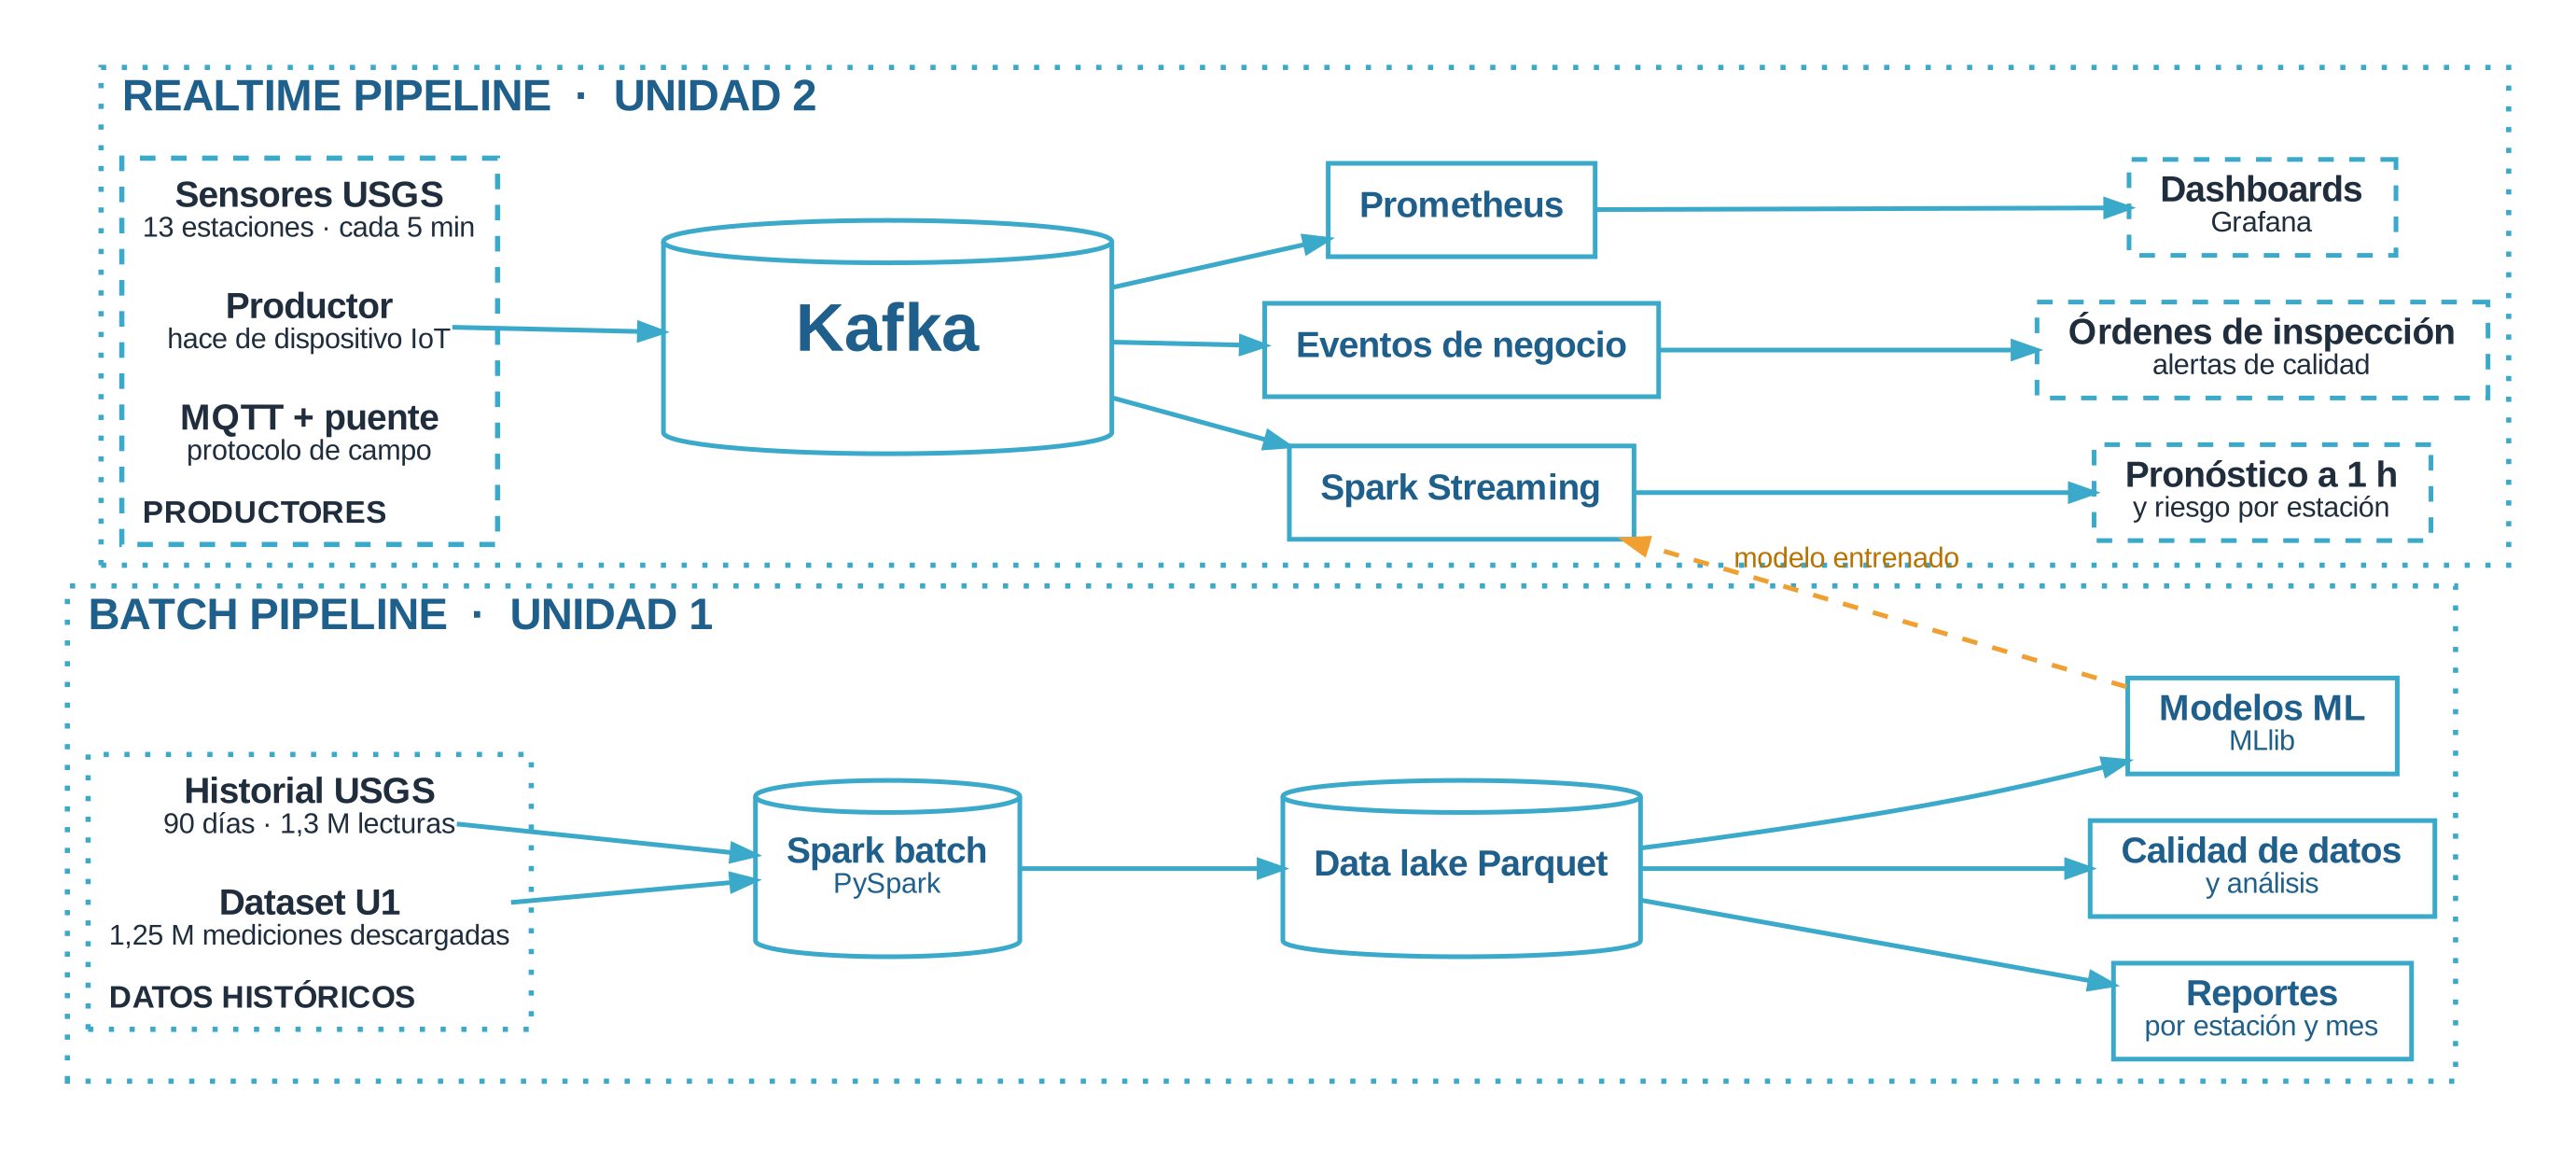 REALTIME PIPELINE · UNIDAD 2
Sensores USGS
13 estaciones · cada 5 min
Productor
hace de dispositivo IoT
MQTT + puente
protocolo de campo
PRODUCTORES
Kafka
Prometheus
Eventos de negocio
Spark Streaming
Dashboards
Grafana
Órdenes de inspección
alertas de calidad
Pronóstico a 1 h
y riesgo por estación
modelo entrenado
BATCH PIPELINE · UNIDAD 1
Historial USGS
90 días · 1,3 M lecturas
Dataset U1
1,25 M mediciones descargadas
DATOS HISTÓRICOS
Spark batch
PySpark
Data lake Parquet
Modelos ML
MLlib
Calidad de datos
y análisis
Reportes
por estación y mes